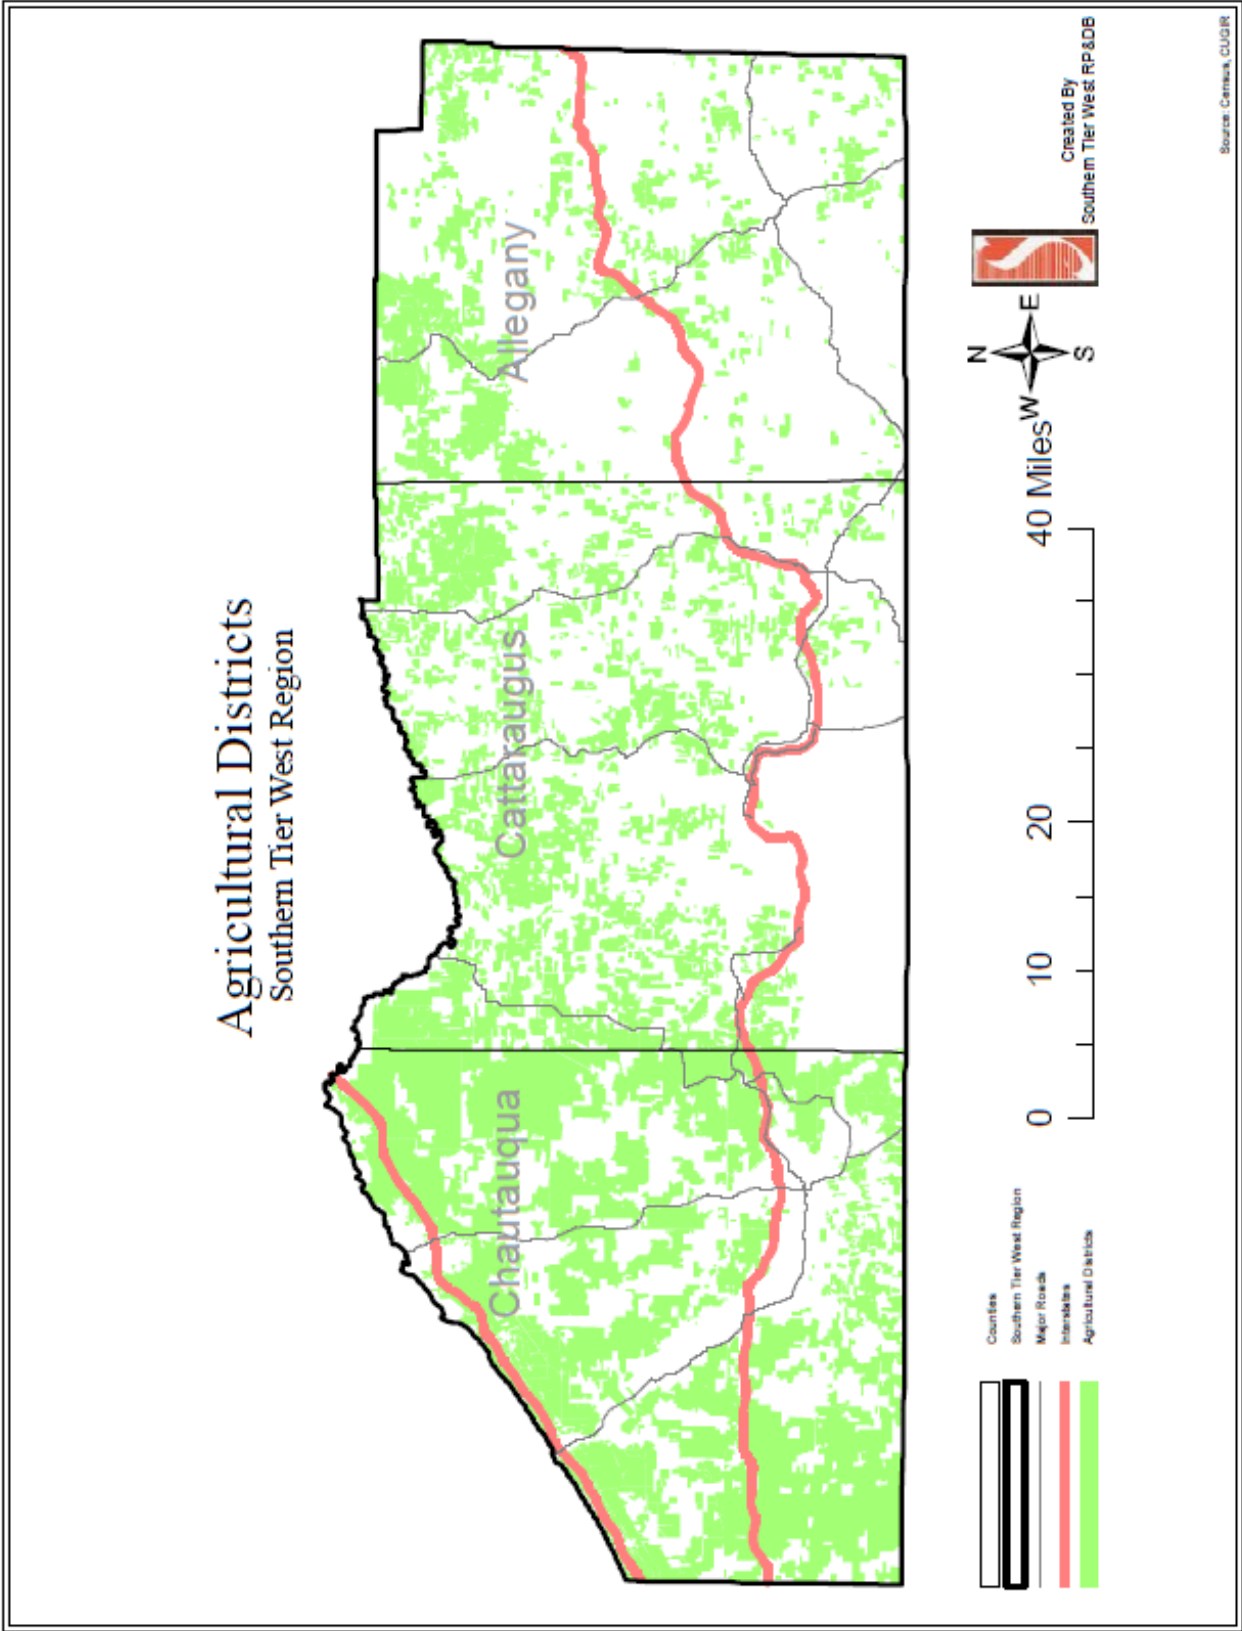 Agricultural Districts
Southern Tier West Region
Chautauqua
Cattaraugus
Allegany
Counties
Southern Tier West Region
Major Roads
Interstates
Agricultural Districts
0 10 20 40 Miles
N
W E
S
Created By
Southern Tier West RP&DB
Source: Census, CUGIR